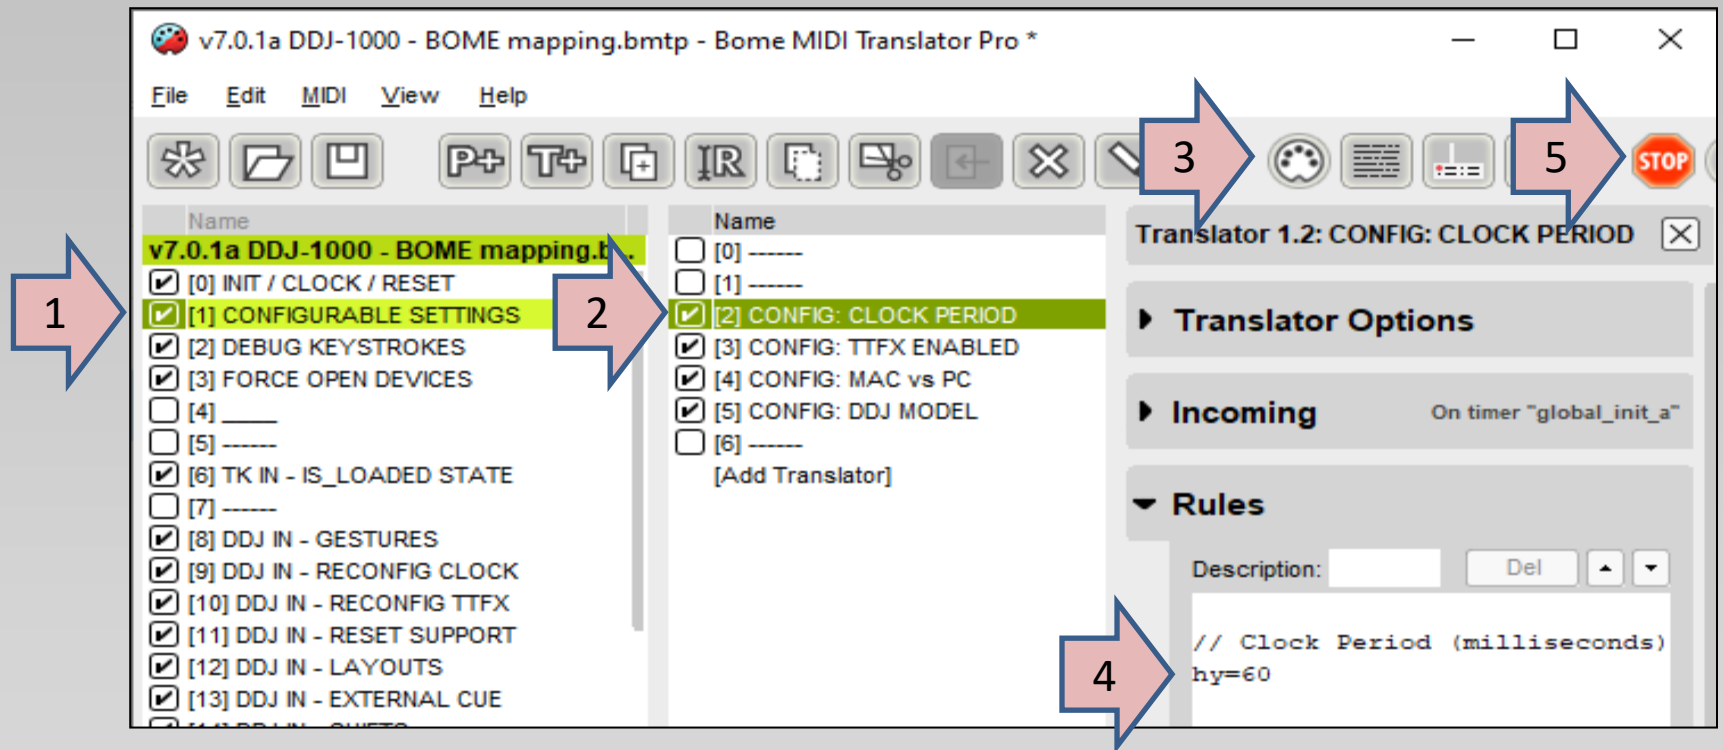 v7.0.1a DDJ-1000 - BOME mapping.bmtp - Bome MIDI Translator Pro *
File Edit MIDI View Help
P+ T+ IR 3 5 STOP
Name
v7.0.1a DDJ-1000 - BOME mapping.b...
[0] INIT / CLOCK / RESET
1 [1] CONFIGURABLE SETTINGS
[2] DEBUG KEYSTROKES
[3] FORCE OPEN DEVICES
[4] ____
[5] ------
[6] TK IN - IS_LOADED STATE
[7] ------
[8] DDJ IN - GESTURES
[9] DDJ IN - RECONFIG CLOCK
[10] DDJ IN - RECONFIG TTFX
[11] DDJ IN - RESET SUPPORT
[12] DDJ IN - LAYOUTS
[13] DDJ IN - EXTERNAL CUE
Name
[0] ------
[1] ------
2 [2] CONFIG: CLOCK PERIOD
[3] CONFIG: TTFX ENABLED
[4] CONFIG: MAC vs PC
[5] CONFIG: DDJ MODEL
[6] ------
[Add Translator]
Translator 1.2: CONFIG: CLOCK PERIOD
Translator Options
Incoming On timer "global_init_a"
Rules
Description: Del
// Clock Period (milliseconds)
4 hy=60